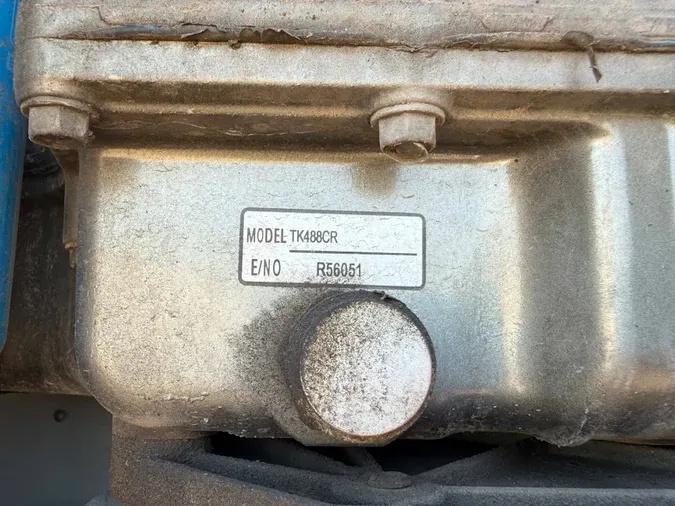 MODEL TK488CR
E/NO R56051